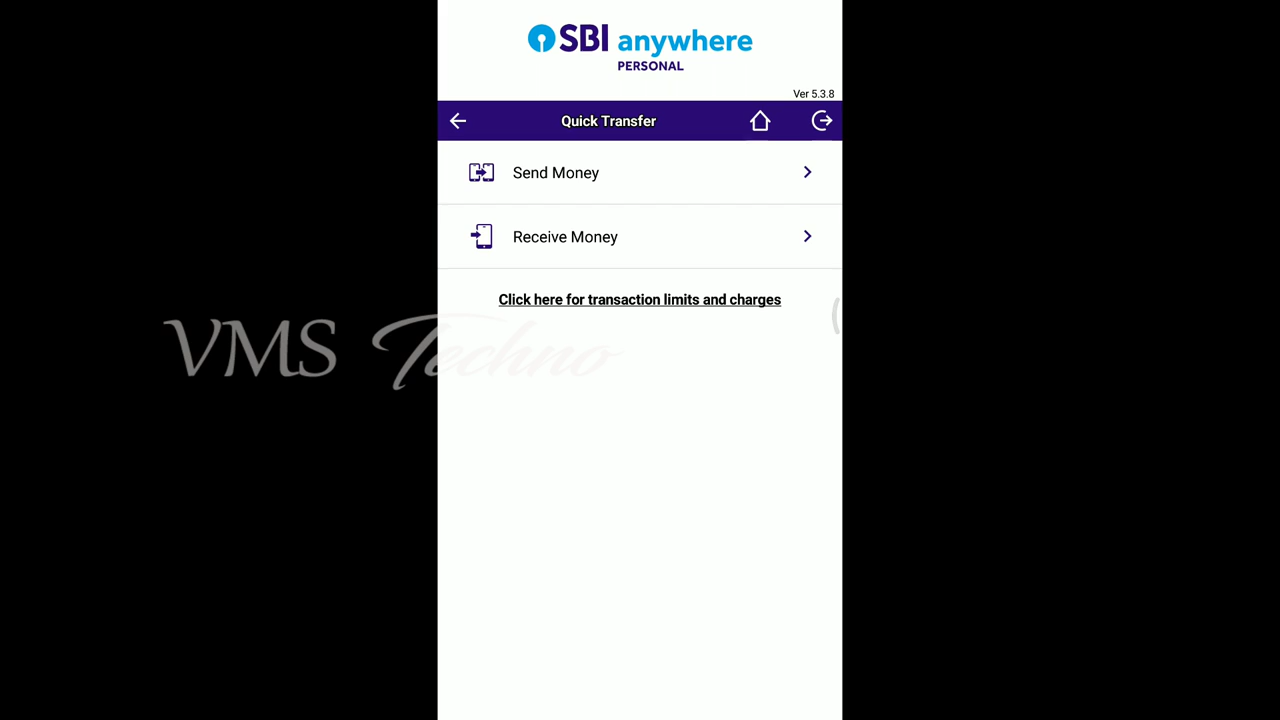 SBI anywhere
PERSONAL
Ver 5.3.8
Quick Transfer
Send Money
Receive Money
Click here for transaction limits and charges
VMS Techno